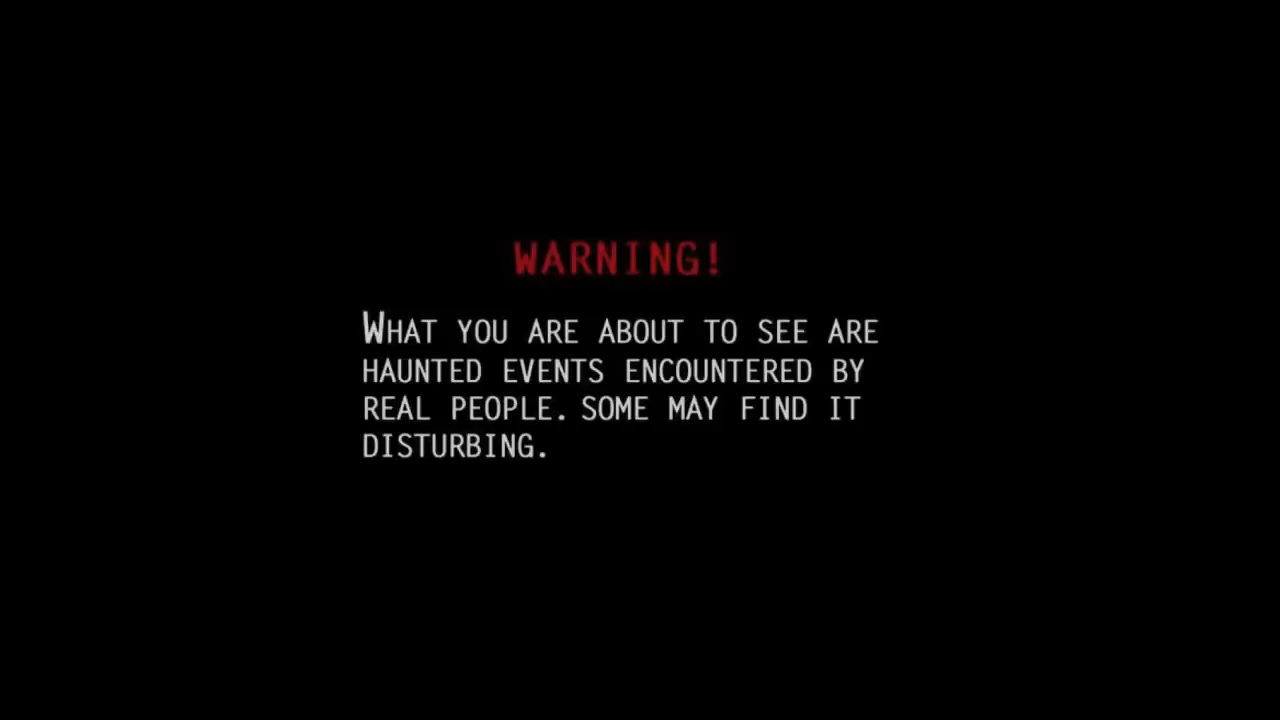 WARNING!
WHAT YOU ARE ABOUT TO SEE ARE
HAUNTED EVENTS ENCOUNTERED BY
REAL PEOPLE. SOME MAY FIND IT
DISTURBING.